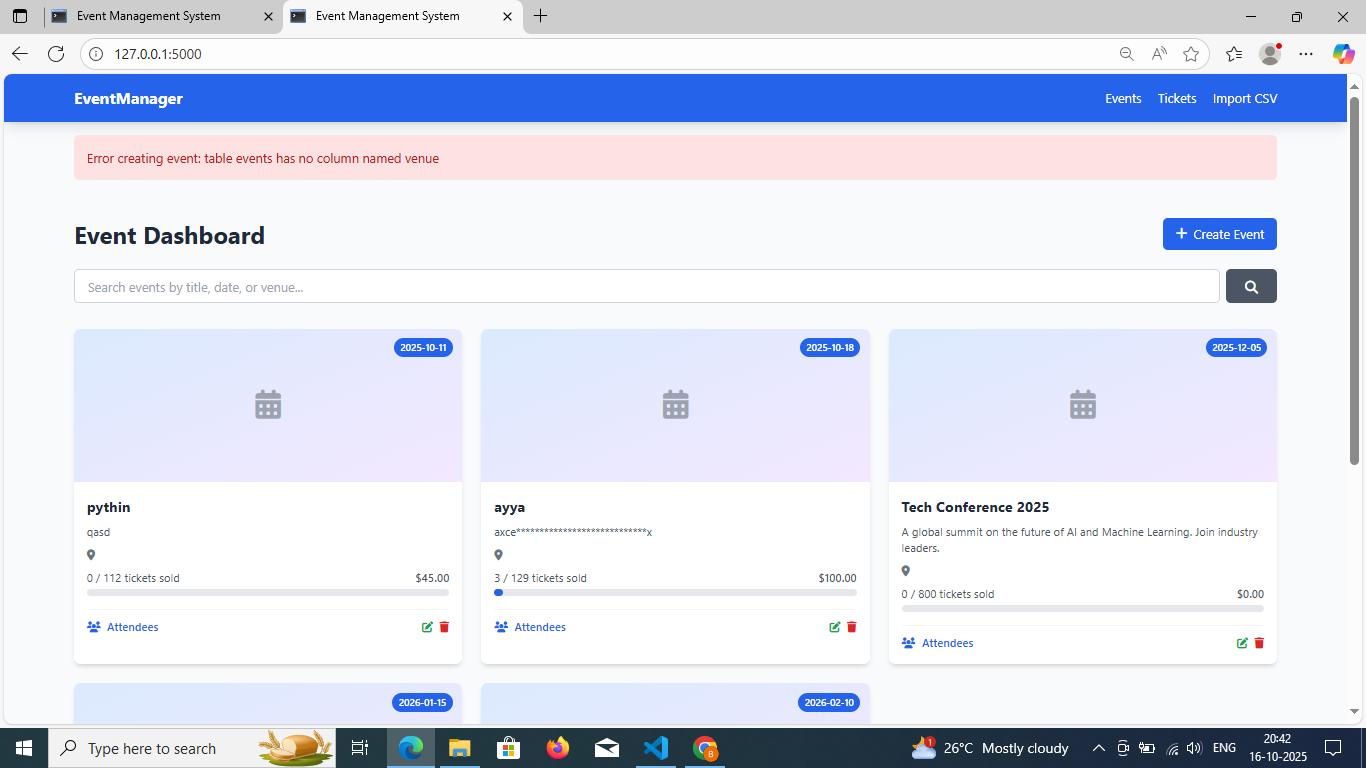 Event Management System
Event Management System
127.0.0.1:5000
EventManager
Events Tickets Import CSV
Error creating event: table events has no column named venue
Event Dashboard
Create Event
Search events by title, date, or venue...
2025-10-11
pythin
qasd
0 / 112 tickets sold $45.00
Attendees
2025-10-18
ayya
axce****************************x
3 / 129 tickets sold $100.00
Attendees
2025-12-05
Tech Conference 2025
A global summit on the future of AI and Machine Learning. Join industry
leaders.
0 / 800 tickets sold $0.00
Attendees
2026-01-15
2026-02-10
Type here to search
B
1
26°C Mostly cloudy
ENG
20:42
16-10-2025